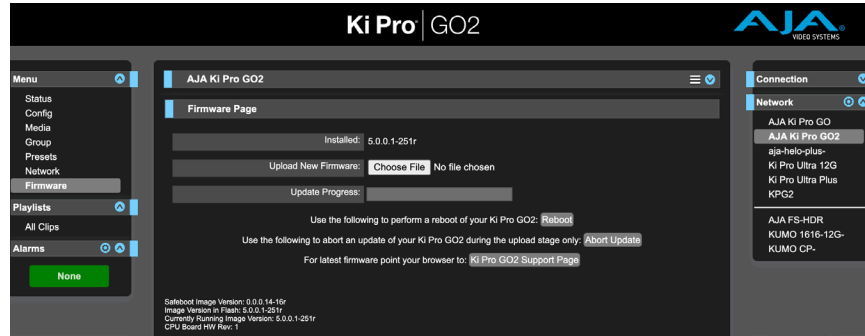 Ki Pro GO2
AJA
VIDEO SYSTEMS
Menu
Status
Config
Media
Group
Presets
Network
Firmware
Playlists
All Clips
Alarms
None
AJA Ki Pro GO2
Firmware Page
Installed: 5.0.0.1-251r
Upload New Firmware: Choose File No file chosen
Update Progress:
Use the following to perform a reboot of your Ki Pro GO2: Reboot
Use the following to abort an update of your Ki Pro GO2 during the upload stage only: Abort Update
For latest firmware point your browser to: Ki Pro GO2 Support Page
Safeboot Image Version: 0.0.0.14-16r
Image Version in Flash: 5.0.0.1-251r
Currently Running Image Version: 5.0.0.1-251r
CPU Board HW Rev: 1
Connection
Network
AJA Ki Pro GO
AJA Ki Pro GO2
aja-helo-plus-
Ki Pro Ultra 12G
Ki Pro Ultra Plus
KPG2
AJA FS-HDR
KUMO 1616-12G-
KUMO CP-